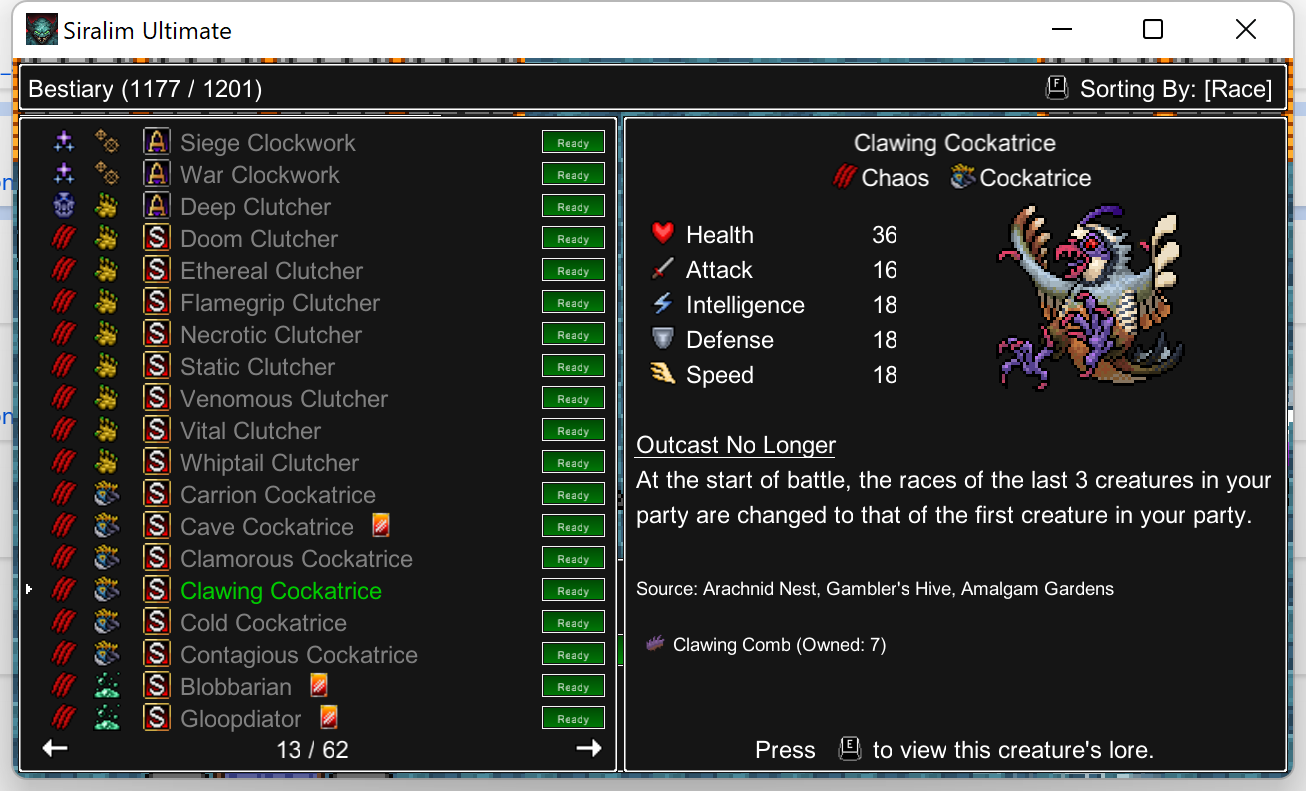 Siralim Ultimate
Bestiary (1177 / 1201)
F Sorting By: [Race]
A Siege Clockwork Ready
A War Clockwork Ready
A Deep Clutcher Ready
S Doom Clutcher Ready
S Ethereal Clutcher Ready
S Flamegrip Clutcher Ready
S Necrotic Clutcher Ready
S Static Clutcher Ready
S Venomous Clutcher Ready
S Vital Clutcher Ready
S Whiptail Clutcher Ready
S Carrion Cockatrice Ready
S Cave Cockatrice Ready
S Clamorous Cockatrice Ready
S Clawing Cockatrice Ready
S Cold Cockatrice Ready
S Contagious Cockatrice Ready
S Blobbarian Ready
S Gloopdiator Ready
13 / 62
Clawing Cockatrice
Chaos Cockatrice
Health 36
Attack 16
Intelligence 18
Defense 18
Speed 18
Outcast No Longer
At the start of battle, the races of the last 3 creatures in your
party are changed to that of the first creature in your party.
Source: Arachnid Nest, Gambler's Hive, Amalgam Gardens
Clawing Comb (Owned: 7)
Press E to view this creature's lore.